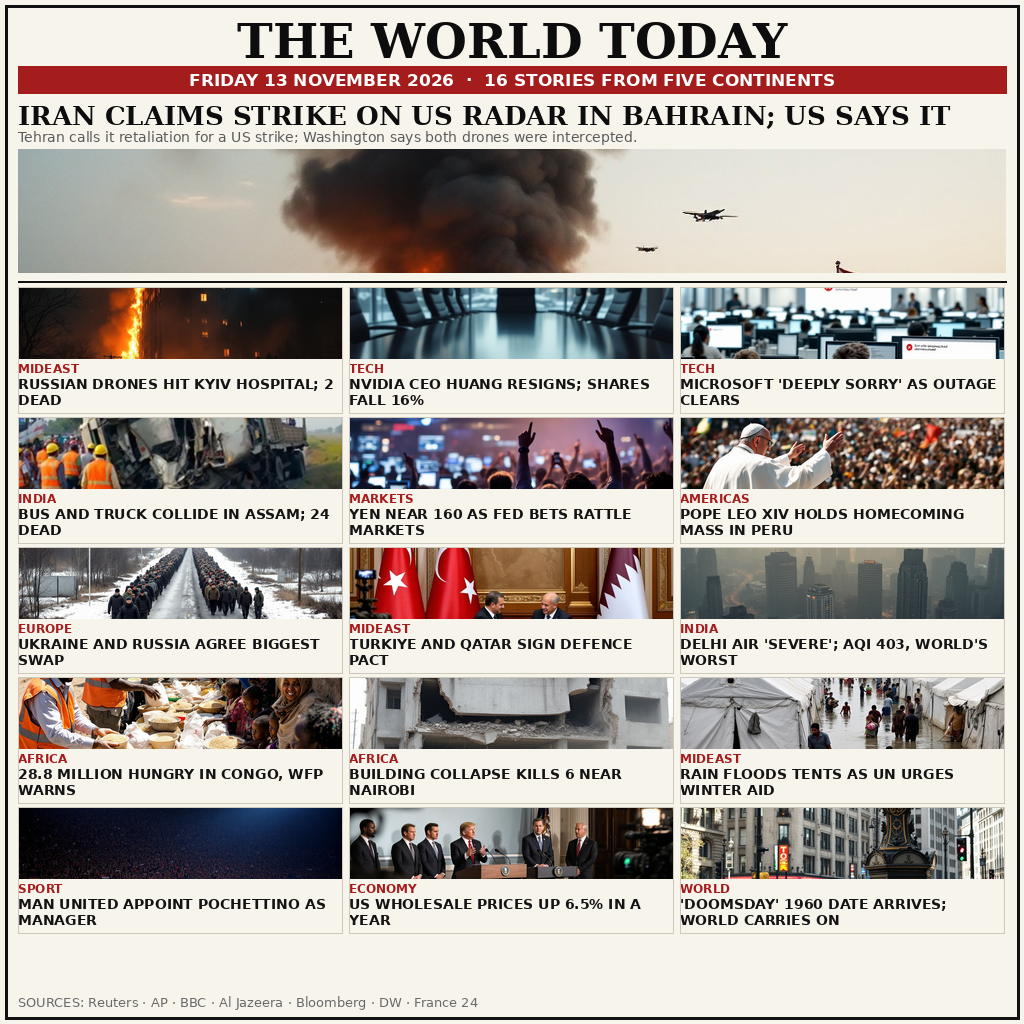 THE WORLD TODAY
FRIDAY 13 NOVEMBER 2026 · 16 STORIES FROM FIVE CONTINENTS
IRAN CLAIMS STRIKE ON US RADAR IN BAHRAIN; US SAYS IT
Tehran calls it retaliation for a US strike; Washington says both drones were intercepted.
MIDEAST
RUSSIAN DRONES HIT KYIV HOSPITAL; 2
DEAD
TECH
NVIDIA CEO HUANG RESIGNS; SHARES
FALL 16%
TECH
MICROSOFT 'DEEPLY SORRY' AS OUTAGE
CLEARS
INDIA
BUS AND TRUCK COLLIDE IN ASSAM; 24
DEAD
MARKETS
YEN NEAR 160 AS FED BETS RATTLE
MARKETS
AMERICAS
POPE LEO XIV HOLDS HOMECOMING
MASS IN PERU
EUROPE
UKRAINE AND RUSSIA AGREE BIGGEST
SWAP
MIDEAST
TURKIYE AND QATAR SIGN DEFENCE
PACT
INDIA
DELHI AIR 'SEVERE'; AQI 403, WORLD'S
WORST
AFRICA
28.8 MILLION HUNGRY IN CONGO, WFP
WARNS
AFRICA
BUILDING COLLAPSE KILLS 6 NEAR
NAIROBI
MIDEAST
RAIN FLOODS TENTS AS UN URGES
WINTER AID
SPORT
MAN UNITED APPOINT POCHETTINO AS
MANAGER
ECONOMY
US WHOLESALE PRICES UP 6.5% IN A
YEAR
WORLD
'DOOMSDAY' 1960 DATE ARRIVES;
WORLD CARRIES ON
SOURCES: Reuters · AP · BBC · Al Jazeera · Bloomberg · DW · France 24